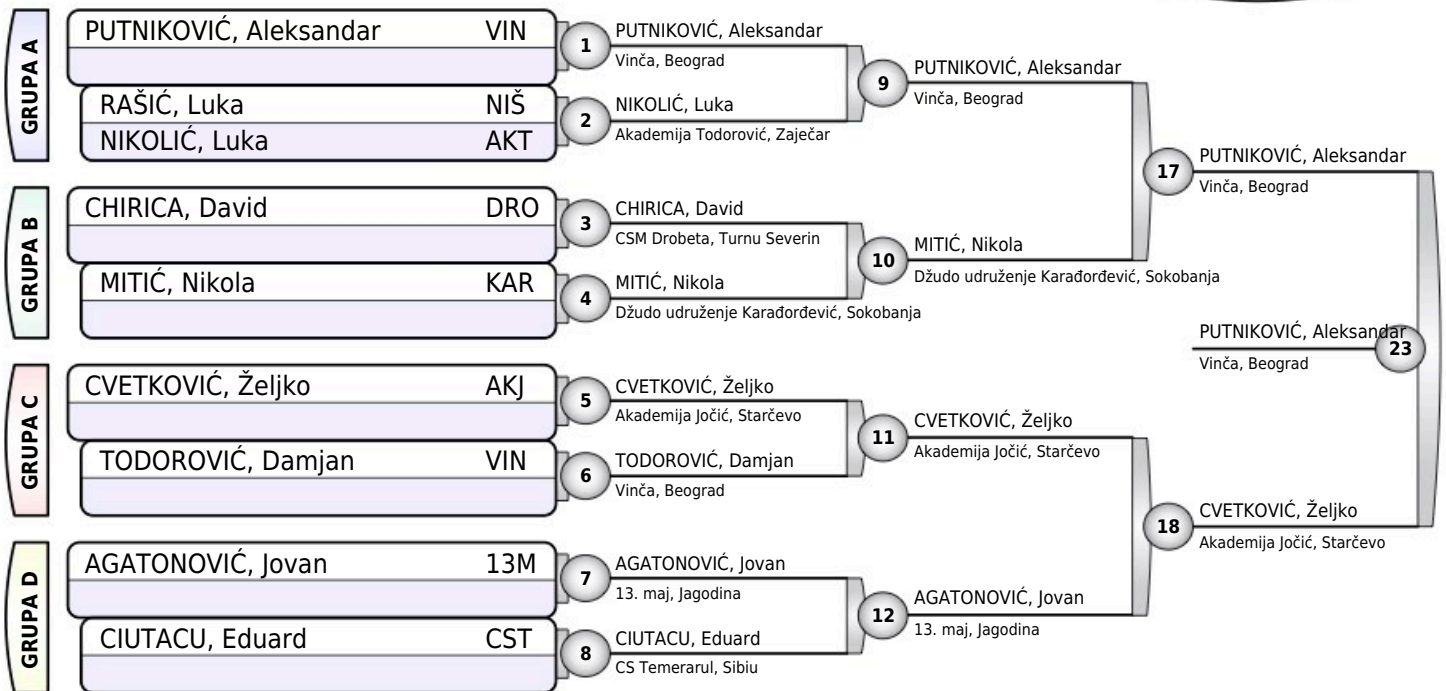 GRUPA A
PUTNIKOVIĆ, Aleksandar VIN
RAŠIĆ, Luka NIŠ
NIKOLIĆ, Luka AKT
GRUPA B
CHIRICA, David DRO
MITIĆ, Nikola KAR
GRUPA C
CVETKOVIĆ, Željko AKJ
TODOROVIĆ, Damjan VIN
GRUPA D
AGATONOVIĆ, Jovan 13M
CIUTACU, Eduard CST
1
PUTNIKOVIĆ, Aleksandar
Vinča, Beograd
2
NIKOLIĆ, Luka
Akademija Todorović, Zaječar
3
CHIRICA, David
CSM Drobeta, Turnu Severin
4
MITIĆ, Nikola
Džudo udruženje Karađorđević, Sokobanja
5
CVETKOVIĆ, Željko
Akademija Jočić, Starčevo
6
TODOROVIĆ, Damjan
Vinča, Beograd
7
AGATONOVIĆ, Jovan
13. maj, Jagodina
8
CIUTACU, Eduard
CS Temerarul, Sibiu
9
PUTNIKOVIĆ, Aleksandar
Vinča, Beograd
10
MITIĆ, Nikola
Džudo udruženje Karađorđević, Sokobanja
11
CVETKOVIĆ, Željko
Akademija Jočić, Starčevo
12
AGATONOVIĆ, Jovan
13. maj, Jagodina
17
PUTNIKOVIĆ, Aleksandar
Vinča, Beograd
18
CVETKOVIĆ, Željko
Akademija Jočić, Starčevo
PUTNIKOVIĆ, Aleksandar
23
Vinča, Beograd